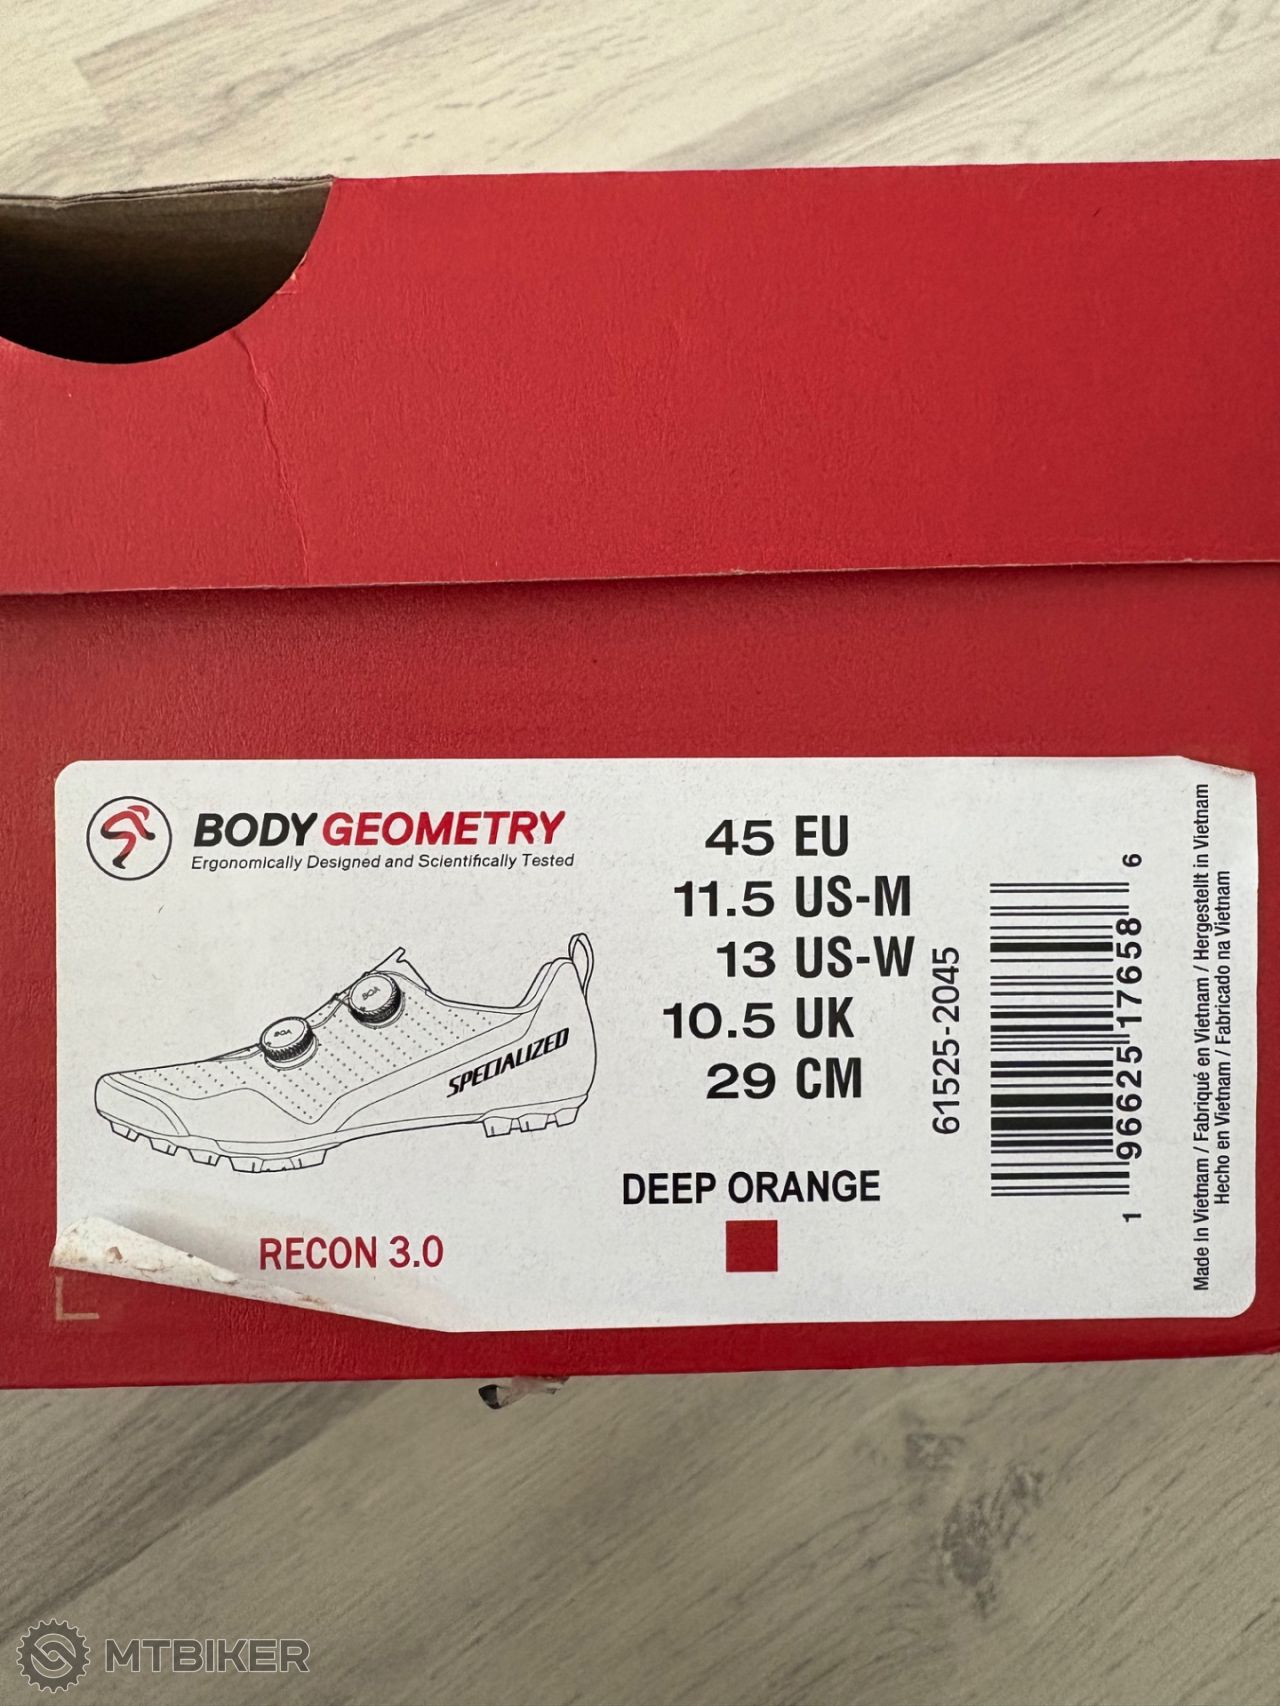 BODY GEOMETRY
Ergonomically Designed and Scientifically Tested
BOA
BOA
SPECIALIZED
RECON 3.0
45 EU
11.5 US-M
13 US-W
10.5 UK
29 CM
DEEP ORANGE
61525-2045
1 96625 17658 6
Made in Vietnam / Fabriqué en Vietnam / Hergestellt in Vietnam
Hecho en Vietnam / Fabricado na Vietnam
MTBIKER